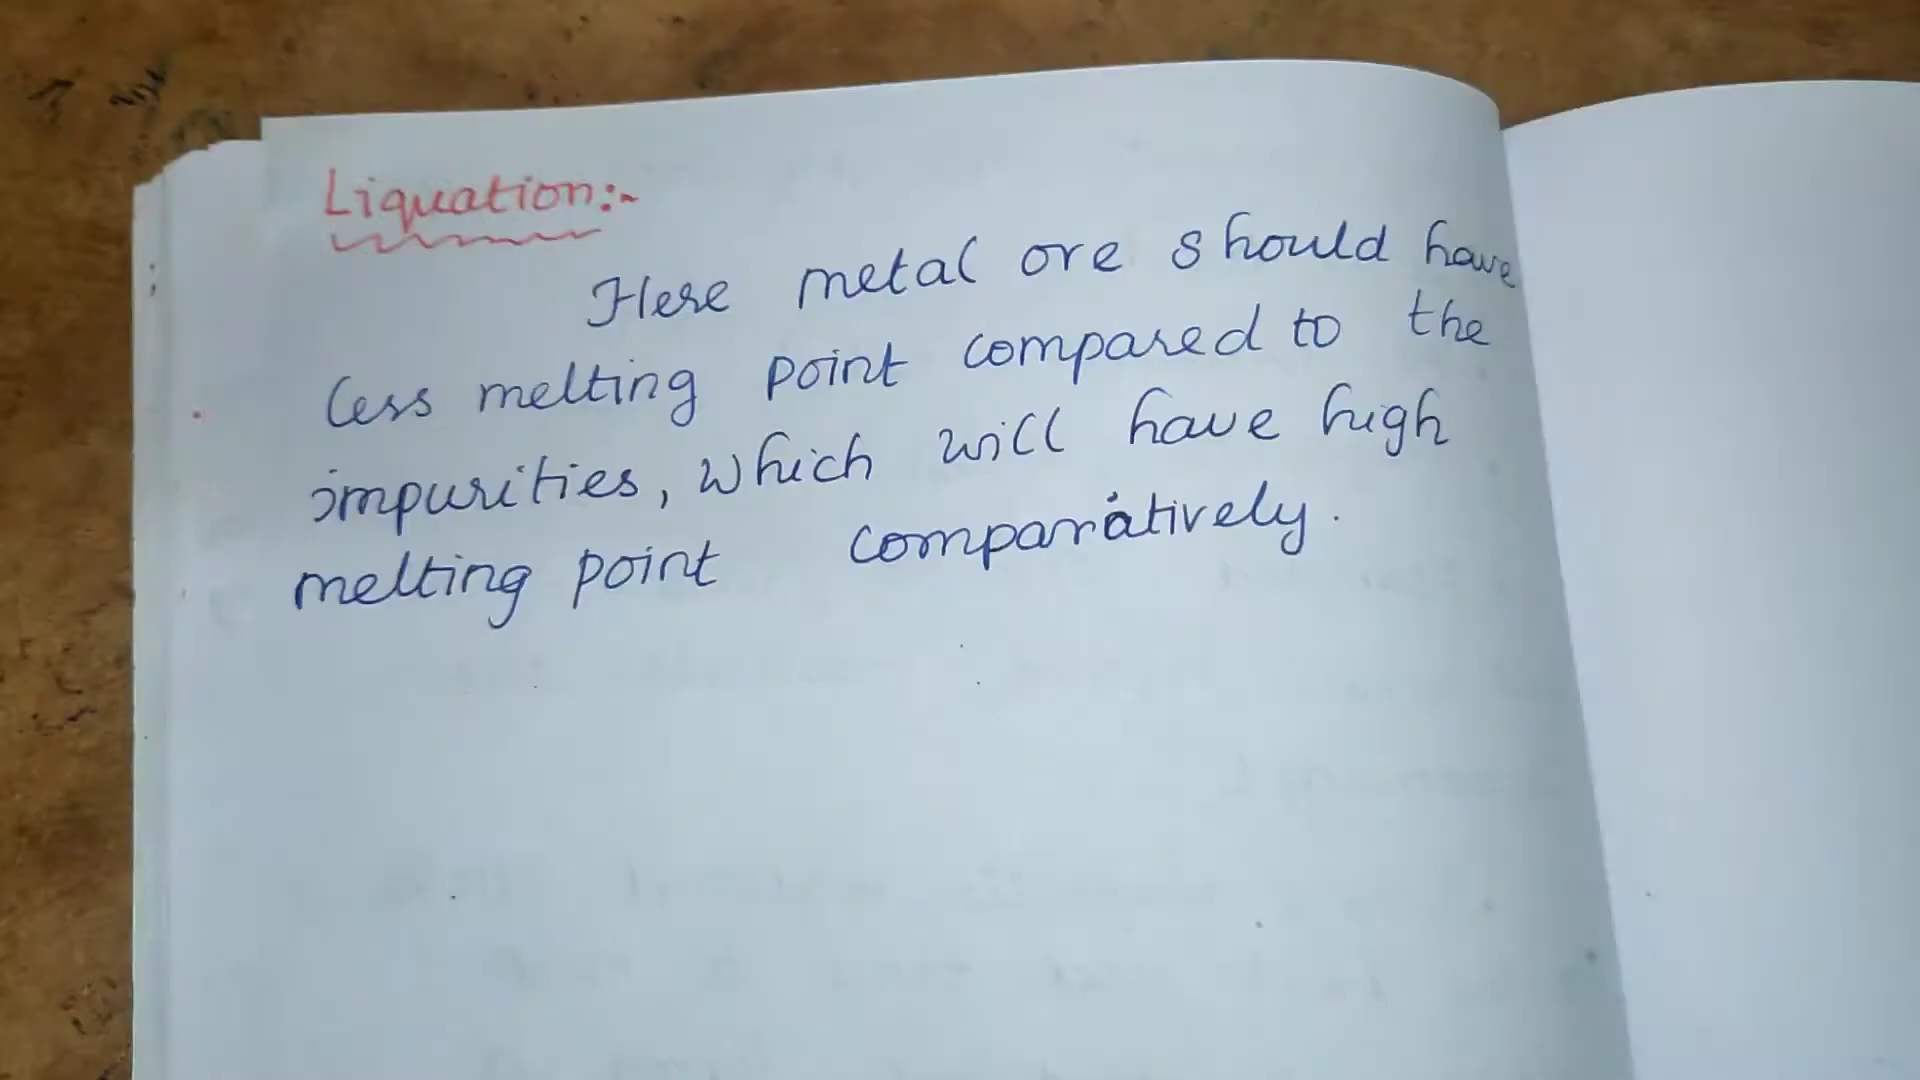 Liquation:-
Here metal ore should have
less melting point compared to the
impurities, which will have high
melting point comparatively.